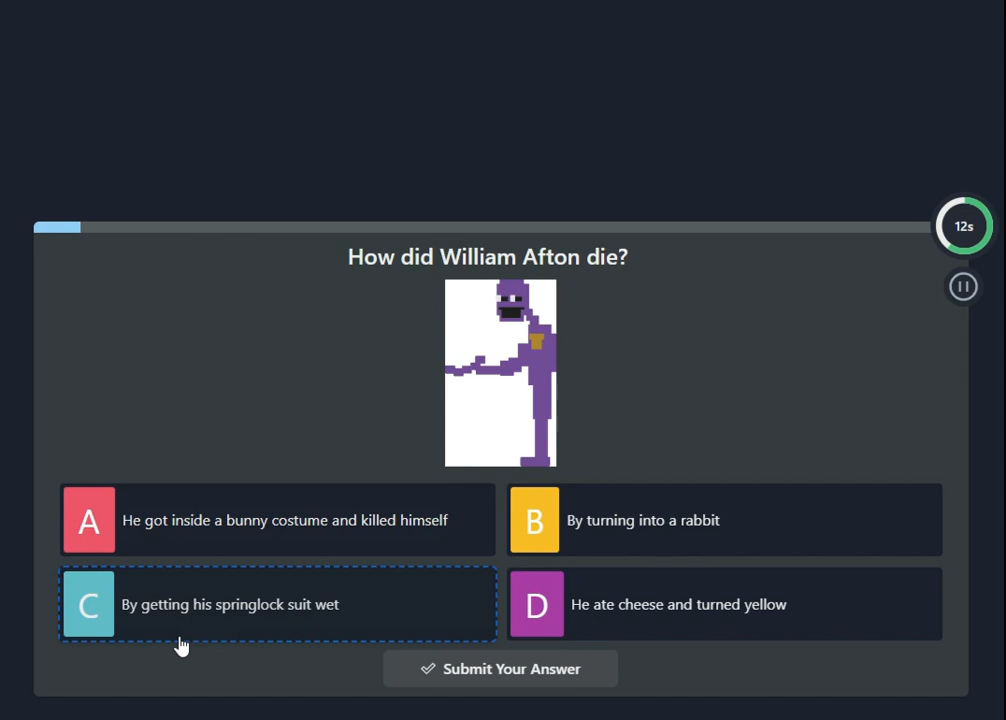 12s
How did William Afton die?
A He got inside a bunny costume and killed himself
B By turning into a rabbit
C By getting his springlock suit wet
D He ate cheese and turned yellow
Submit Your Answer